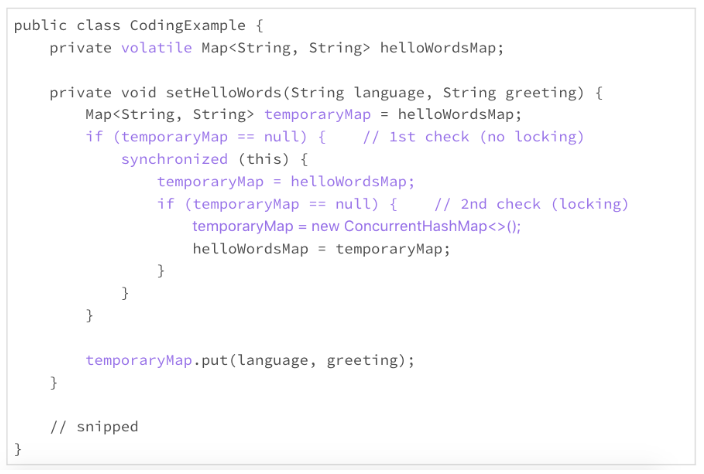 public class CodingExample {
private volatile Map<String, String> helloWordsMap;
private void setHelloWords(String language, String greeting) {
Map<String, String> temporaryMap = helloWordsMap;
if (temporaryMap == null) { // 1st check (no locking)
synchronized (this) {
temporaryMap = helloWordsMap;
if (temporaryMap == null) { // 2nd check (locking)
temporaryMap = new ConcurrentHashMap<>();
helloWordsMap = temporaryMap;
}
}
}
temporaryMap.put(language, greeting);
}
// snipped
}